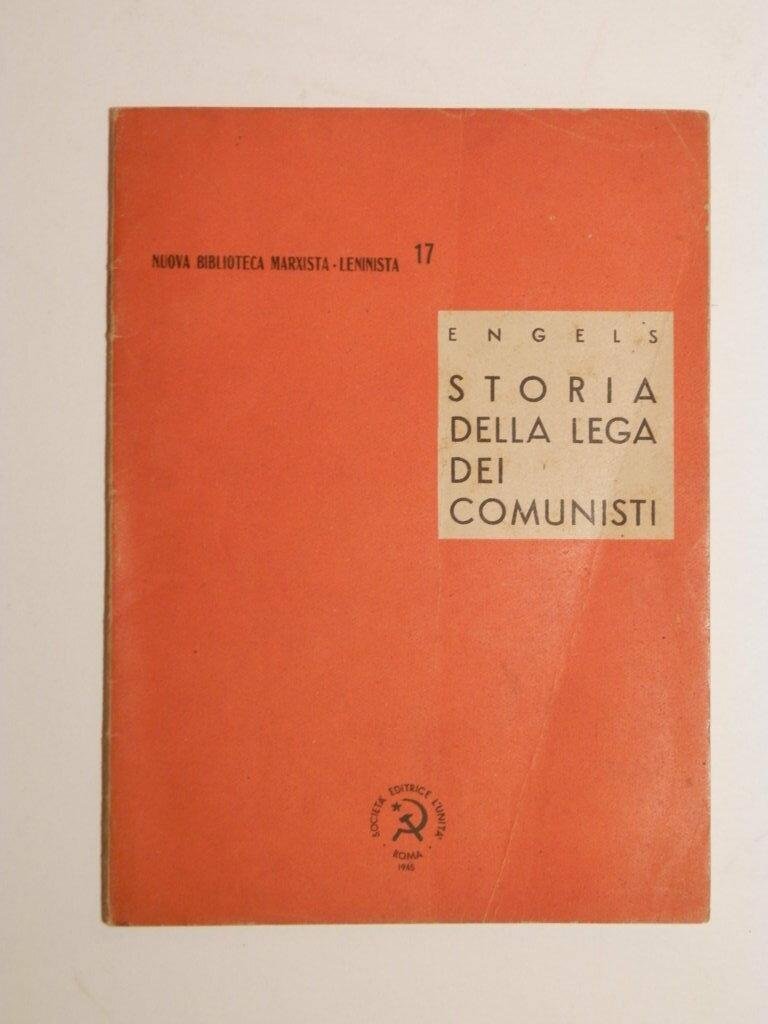 NUOVA BIBLIOTECA MARXISTA - LENINISTA 17
ENGELS
STORIA
DELLA LEGA
DEI
COMUNISTI
SOCIETÀ EDITRICE L'UNITÀ
· ROMA ·
1945